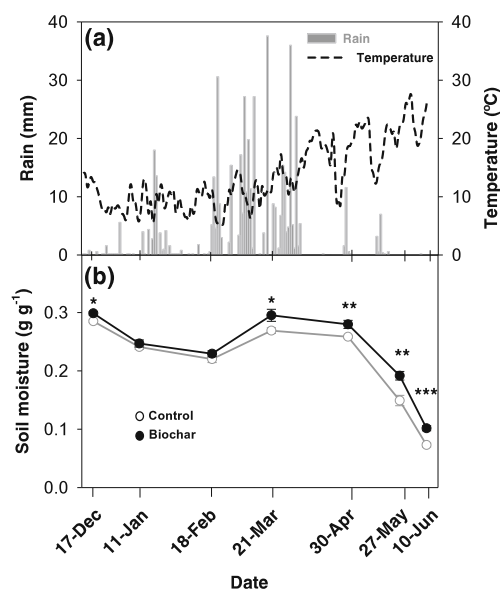 (a)
Rain
Temperature
40 40
30 30
20 20
10 10
0 0
Rain (mm)
Temperature (ºC)
(b)
* * ** ** ***
0.3
0.2
0.1
0.0
Soil moisture (g g-1)
Control
Biochar
17-Dec 11-Jan 18-Feb 21-Mar 30-Apr 27-May 10-Jun
Date